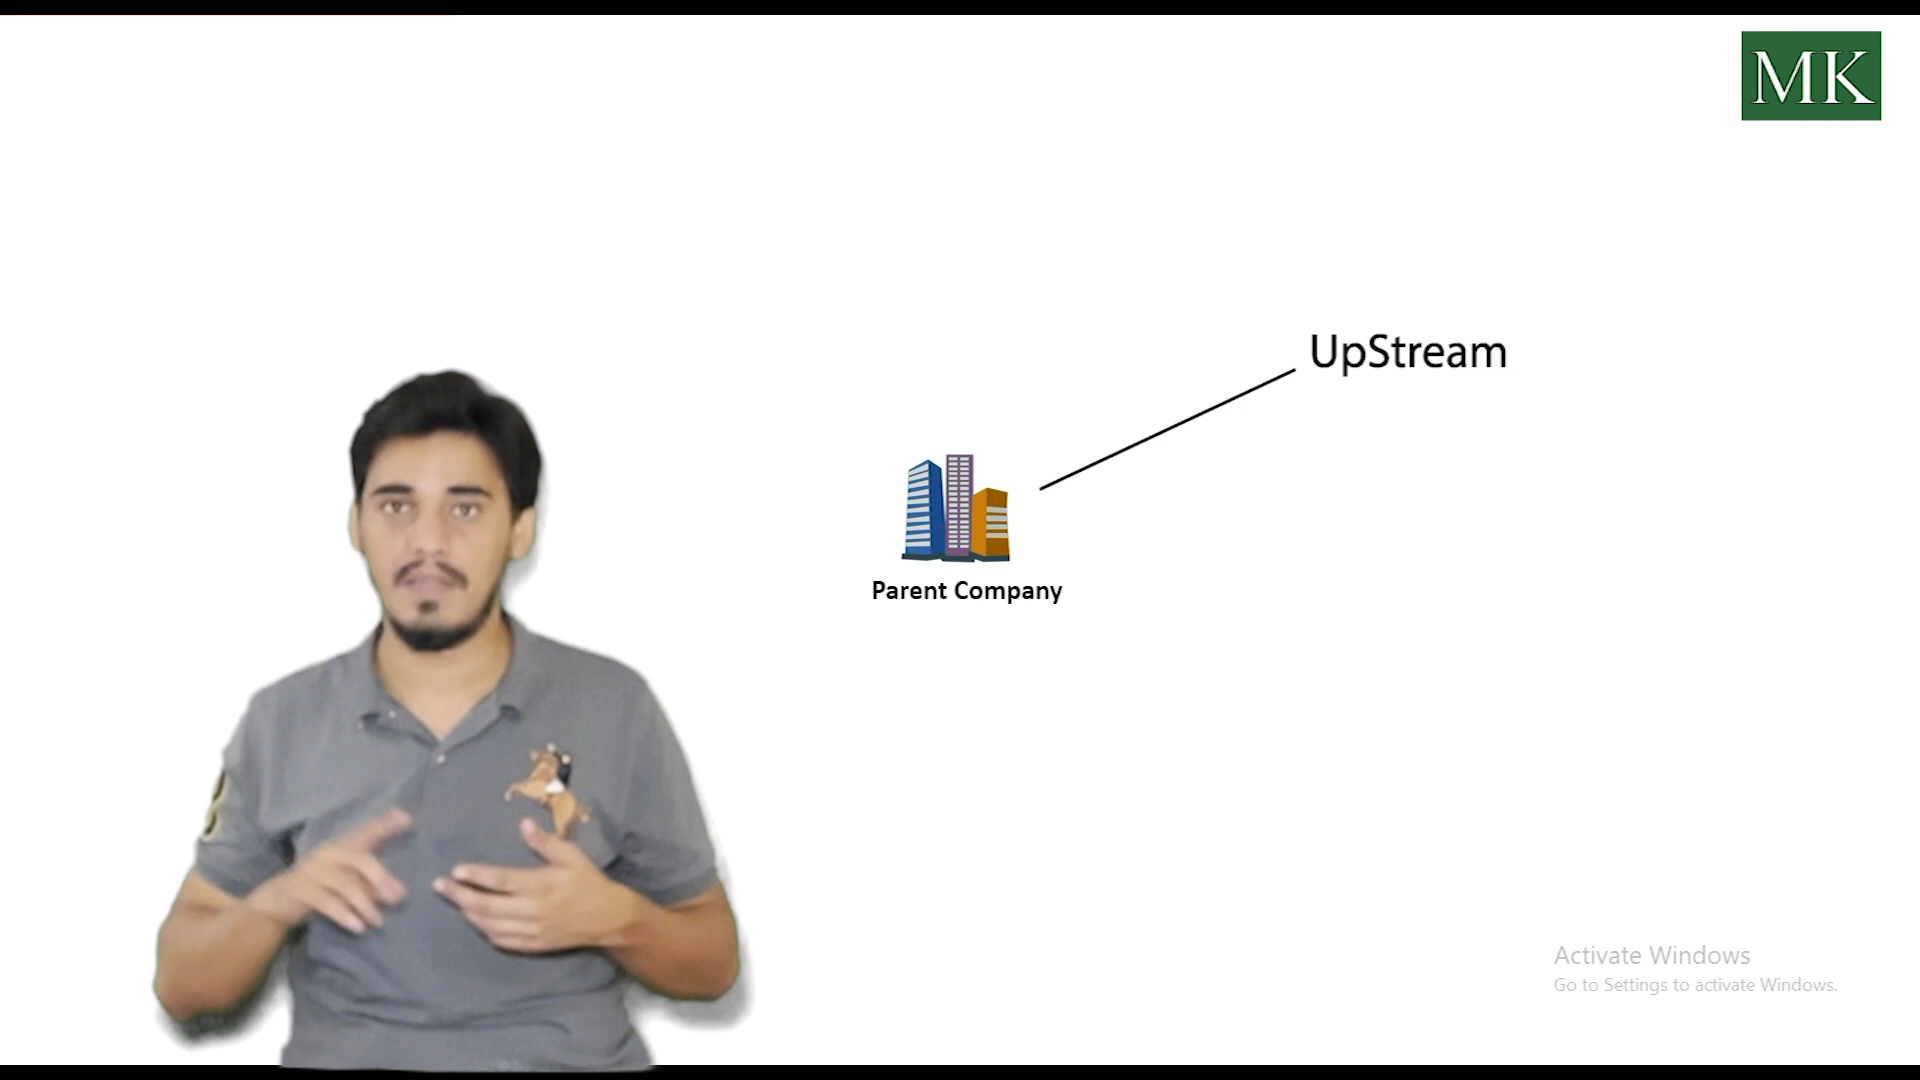 MK
UpStream
Parent Company
Activate Windows
Go to Settings to activate Windows.